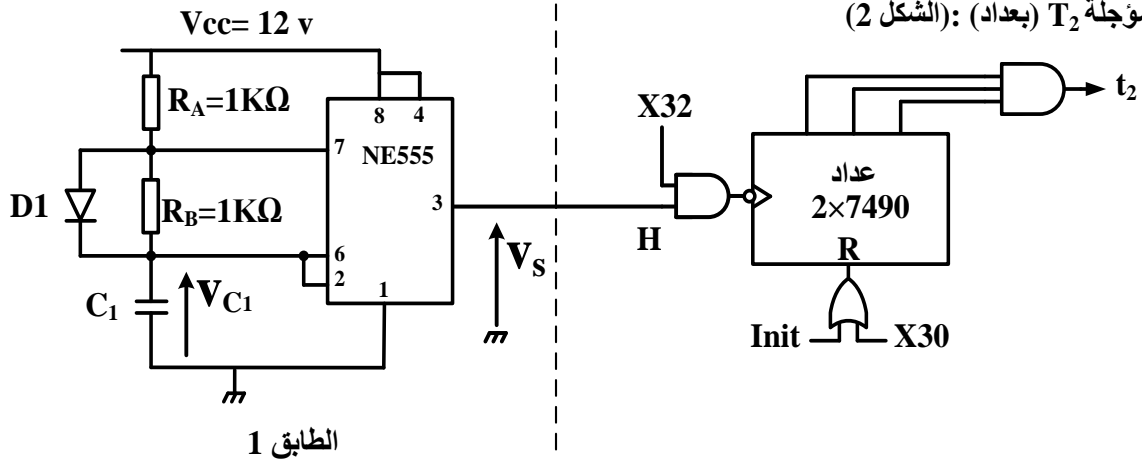 ؤجلة T2 (بعداد) :(الشكل 2)
Vcc= 12 v
RA=1KΩ
8 4
X32
t2
7
NE555
عداد
2×7490
D1
RB=1KΩ
3
H
R
6
2
Vs
C1
VC1
1
Init
X30
الطابق 1